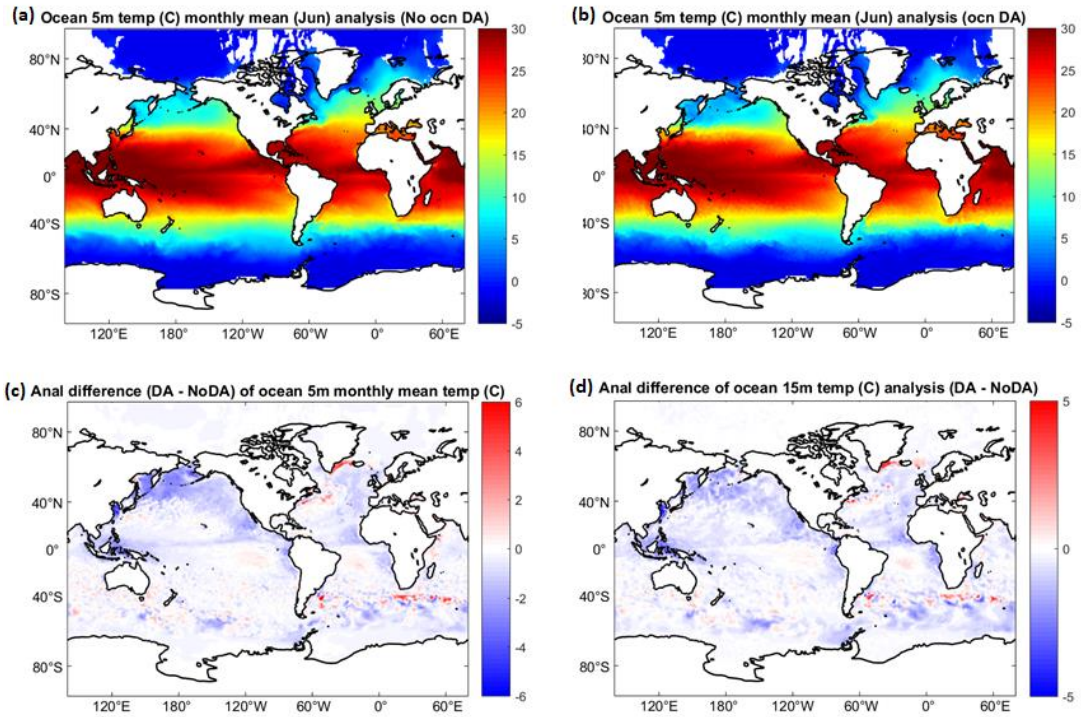 (a) Ocean 5m temp (C) monthly mean (Jun) analysis (No ocn DA)
30
25
20
15
10
5
0
-5
80°N
40°N
0°
40°S
80°S
120°E 180° 120°W 60°W 0° 60°E
(b) Ocean 5m temp (C) monthly mean (Jun) analysis (ocn DA)
30
25
20
15
10
5
0
-5
80°N
40°N
0°
40°S
80°S
120°E 180° 120°W 60°W 0° 60°E
(c) Anal difference (DA - NoDA) of ocean 5m monthly mean temp (C)
6
4
2
0
-2
-4
-6
80°N
40°N
0°
40°S
80°S
120°E 180° 120°W 60°W 0° 60°E
(d) Anal difference of ocean 15m temp (C) analysis (DA - NoDA)
5
0
-5
80°N
40°N
0°
40°S
80°S
120°E 180° 120°W 60°W 0° 60°E